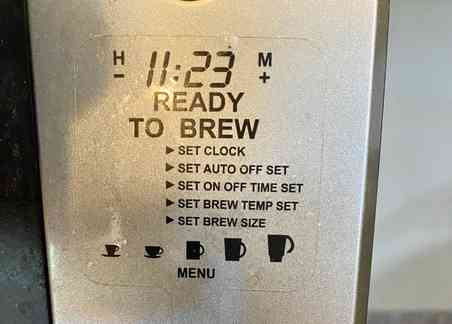 H 11:23 M
– +
READY
TO BREW
▶ SET CLOCK
▶ SET AUTO OFF SET
▶ SET ON OFF TIME SET
▶ SET BREW TEMP SET
▶ SET BREW SIZE
MENU